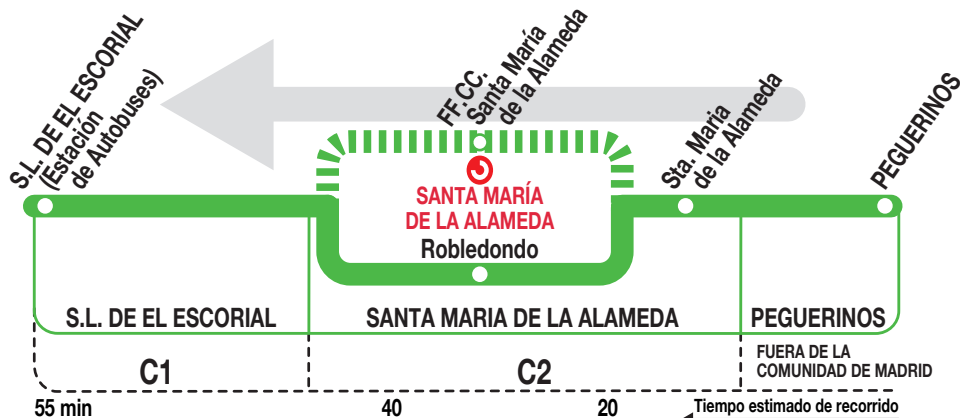 S.L. DE EL ESCORIAL
(Estación
de Autobuses)
FF.CC.
Santa María
de la Alameda
Sta. Maria
de la Alameda
PEGUERINOS
SANTA MARÍA
DE LA ALAMEDA
Robledondo
S.L. DE EL ESCORIAL
SANTA MARIA DE LA ALAMEDA
PEGUERINOS
C1
C2
FUERA DE LA
COMUNIDAD DE MADRID
55 min
40
20
Tiempo estimado de recorrido